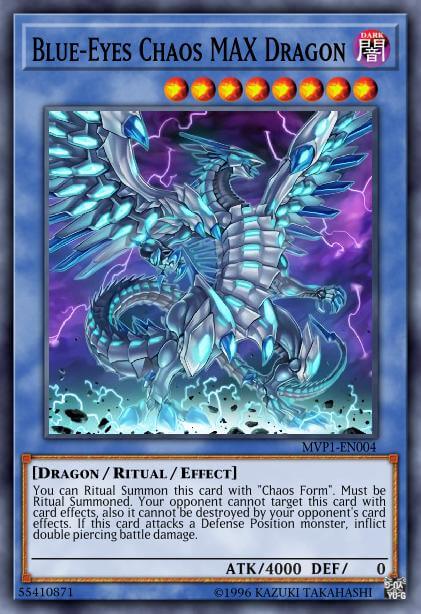 Blue-Eyes Chaos MAX Dragon
DARK
闇
MVP1-EN004
[Dragon / Ritual / Effect]
You can Ritual Summon this card with "Chaos Form". Must be
Ritual Summoned. Your opponent cannot target this card with
card effects, also it cannot be destroyed by your opponent's card
effects. If this card attacks a Defense Position monster, inflict
double piercing battle damage.
ATK/4000 DEF/ 0
55410871
©1996 KAZUKI TAKAHASHI